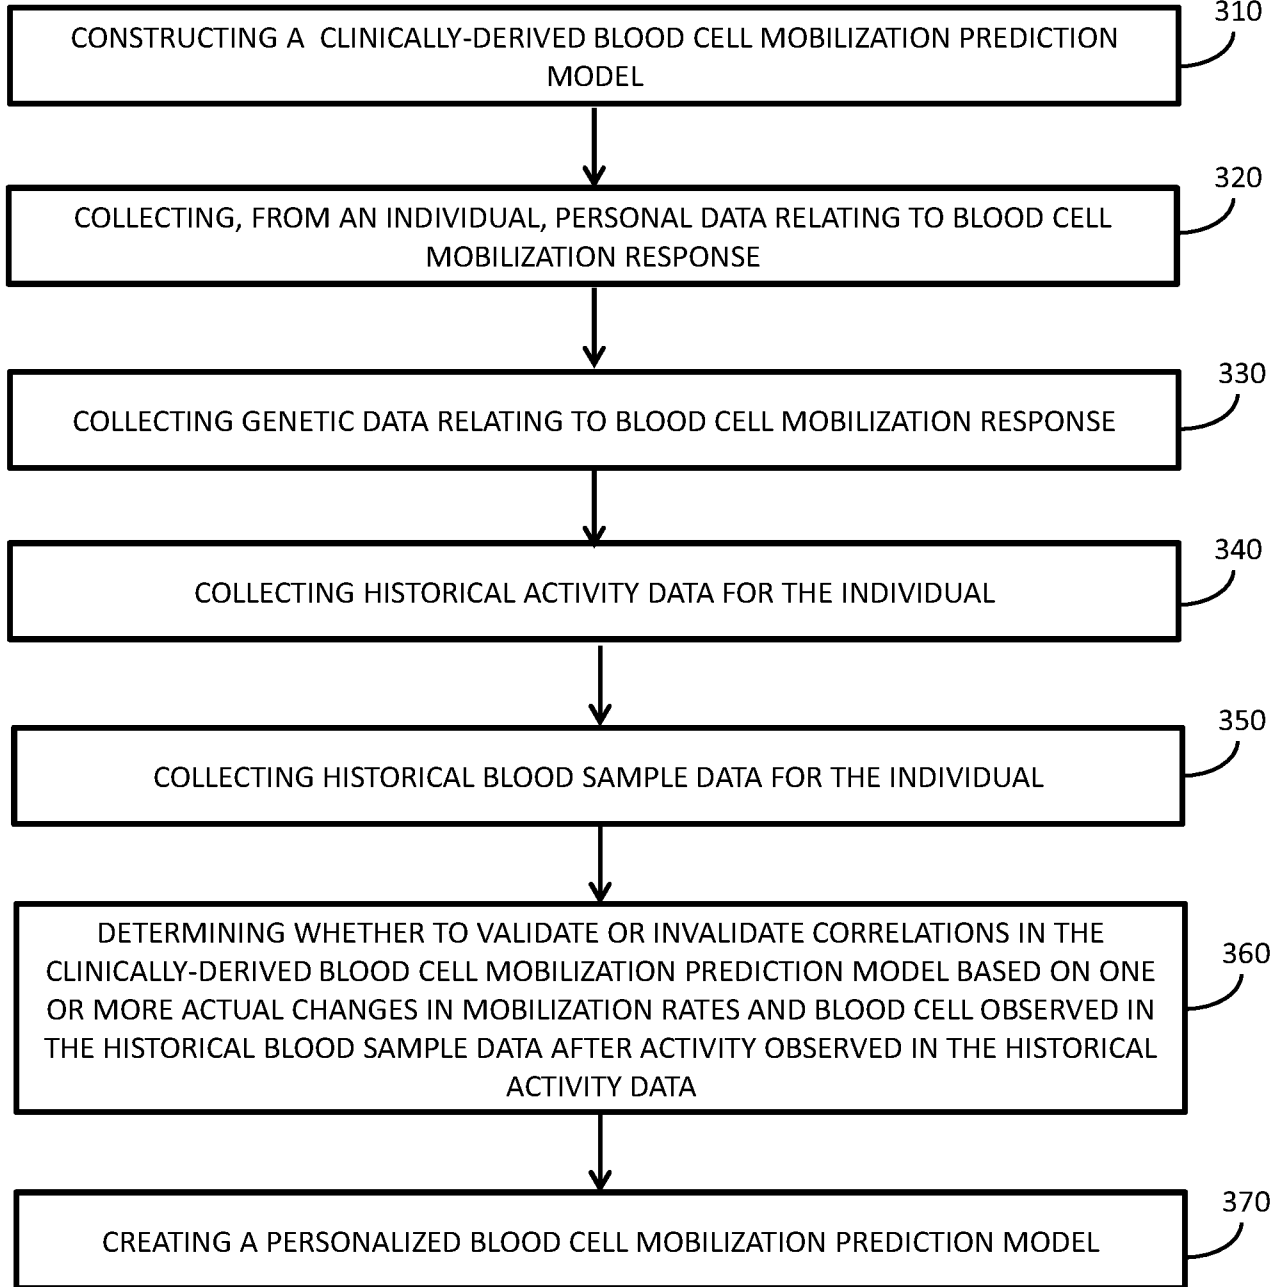 310
CONSTRUCTING A CLINICALLY-DERIVED BLOOD CELL MOBILIZATION PREDICTION
MODEL
320
COLLECTING, FROM AN INDIVIDUAL, PERSONAL DATA RELATING TO BLOOD CELL
MOBILIZATION RESPONSE
330
COLLECTING GENETIC DATA RELATING TO BLOOD CELL MOBILIZATION RESPONSE
340
COLLECTING HISTORICAL ACTIVITY DATA FOR THE INDIVIDUAL
350
COLLECTING HISTORICAL BLOOD SAMPLE DATA FOR THE INDIVIDUAL
360
DETERMINING WHETHER TO VALIDATE OR INVALIDATE CORRELATIONS IN THE
CLINICALLY-DERIVED BLOOD CELL MOBILIZATION PREDICTION MODEL BASED ON ONE
OR MORE ACTUAL CHANGES IN MOBILIZATION RATES AND BLOOD CELL OBSERVED IN
THE HISTORICAL BLOOD SAMPLE DATA AFTER ACTIVITY OBSERVED IN THE HISTORICAL
ACTIVITY DATA
370
CREATING A PERSONALIZED BLOOD CELL MOBILIZATION PREDICTION MODEL